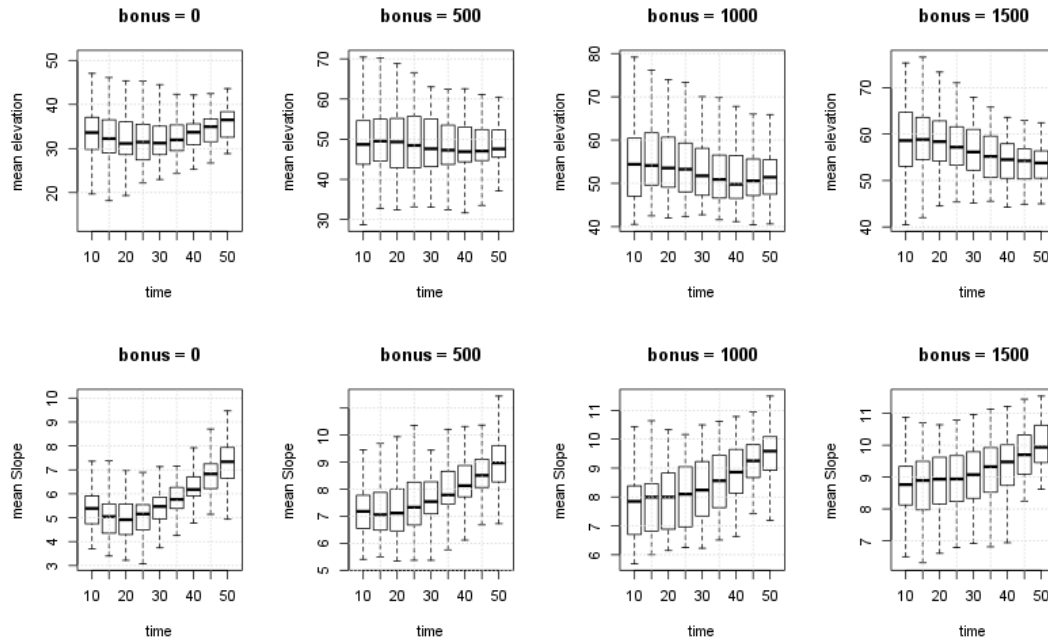 bonus = 0
mean elevation
50
40
30
20
10 20 30 40 50
time
bonus = 500
mean elevation
70
60
50
40
30
10 20 30 40 50
time
bonus = 1000
mean elevation
80
70
60
50
40
10 20 30 40 50
time
bonus = 1500
mean elevation
70
60
50
40
10 20 30 40 50
time
bonus = 0
mean Slope
10
9
8
7
6
5
4
3
10 20 30 40 50
time
bonus = 500
mean Slope
10
9
8
7
6
5
10 20 30 40 50
time
bonus = 1000
mean Slope
11
10
9
8
7
6
10 20 30 40 50
time
bonus = 1500
mean Slope
11
10
9
8
7
10 20 30 40 50
time